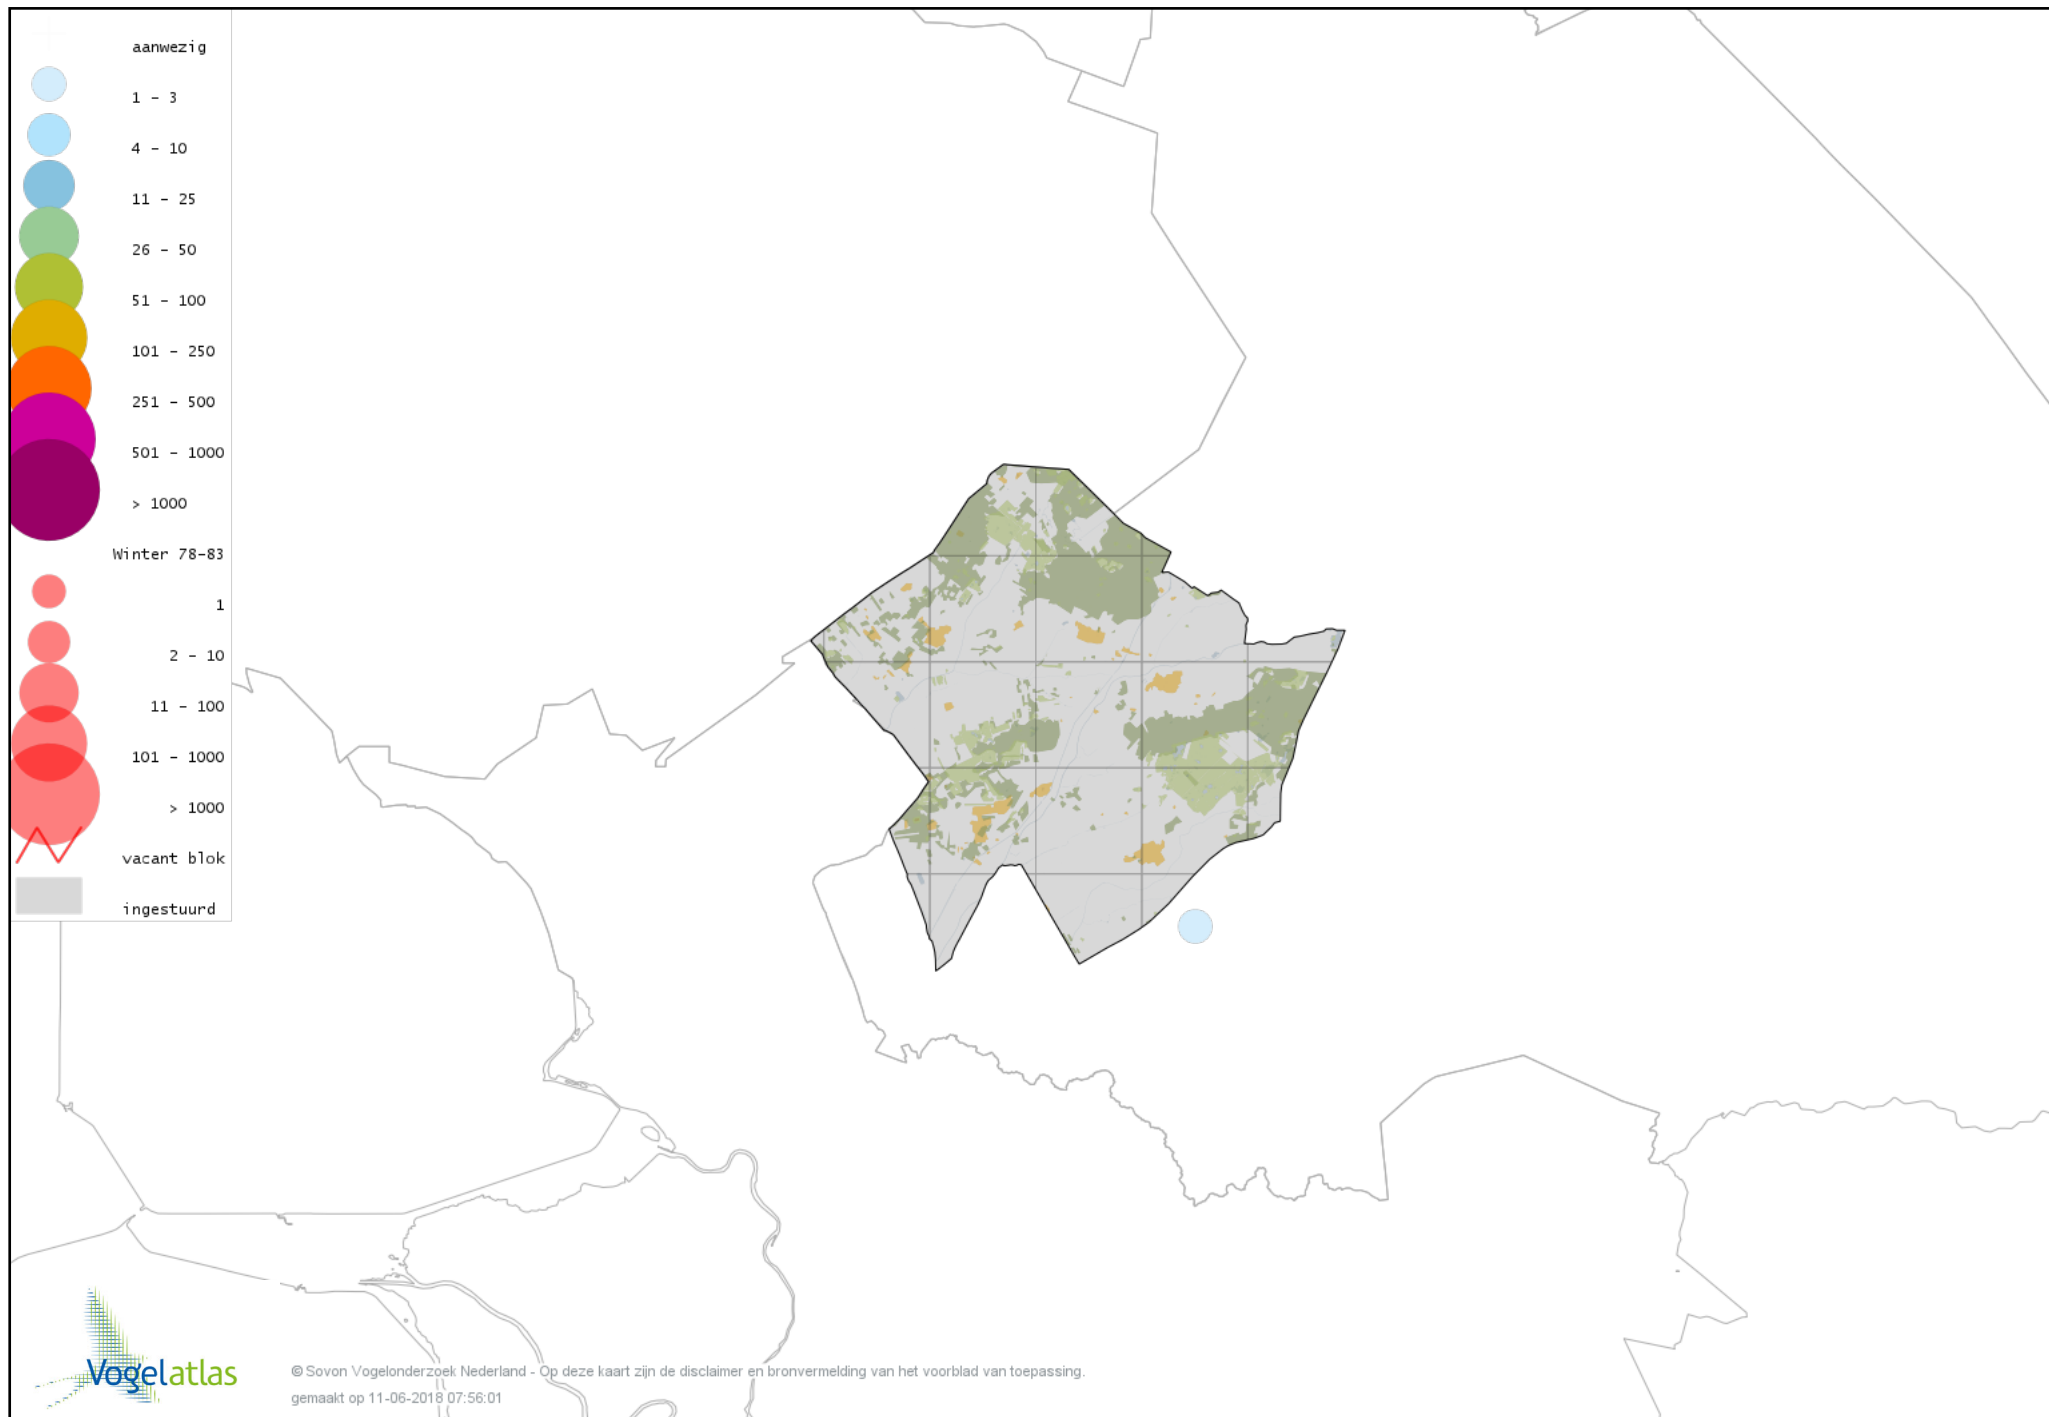 aanwezig
1 - 3
4 - 10
11 - 25
26 - 50
51 - 100
101 - 250
251 - 500
501 - 1000
> 1000
Winter 78-83
1
2 - 10
11 - 100
101 - 1000
> 1000
vacant blok
ingestuurd
Vogelatlas
© Sovon Vogelonderzoek Nederland - Op deze kaart zijn de disclaimer en bronvermelding van het voorblad van toepassing.
gemaakt op 11-06-2018 07:56:01